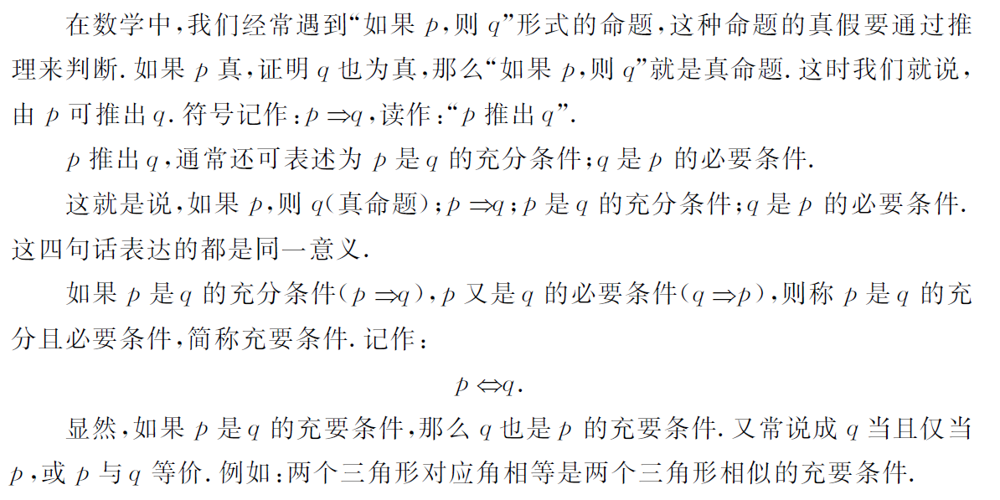 在数学中,我们经常遇到“如果 p,则 q”形式的命题,这种命题的真假要通过推
理来判断. 如果 p 真,证明 q 也为真,那么“如果 p,则 q”就是真命题. 这时我们就说,
由 p 可推出 q. 符号记作:p ⇒q,读作:“p 推出 q”.
p 推出 q,通常还可表述为 p 是 q 的充分条件;q 是 p 的必要条件.
这就是说,如果 p,则 q(真命题);p ⇒q;p 是 q 的充分条件;q 是 p 的必要条件.
这四句话表达的都是同一意义.
如果 p 是 q 的充分条件(p ⇒q),p 又是 q 的必要条件(q ⇒p),则称 p 是 q 的充
分且必要条件,简称充要条件. 记作:
p ⇔q.
显然,如果 p 是 q 的充要条件,那么 q 也是 p 的充要条件. 又常说成 q 当且仅当
p,或 p 与 q 等价. 例如:两个三角形对应角相等是两个三角形相似的充要条件.